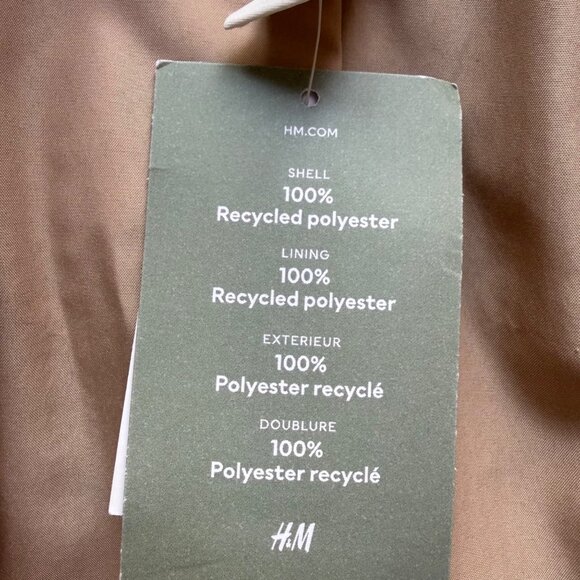 HM.COM
SHELL
100%
Recycled polyester
LINING
100%
Recycled polyester
EXTERIEUR
100%
Polyester recyclé
DOUBLURE
100%
Polyester recyclé
H&M